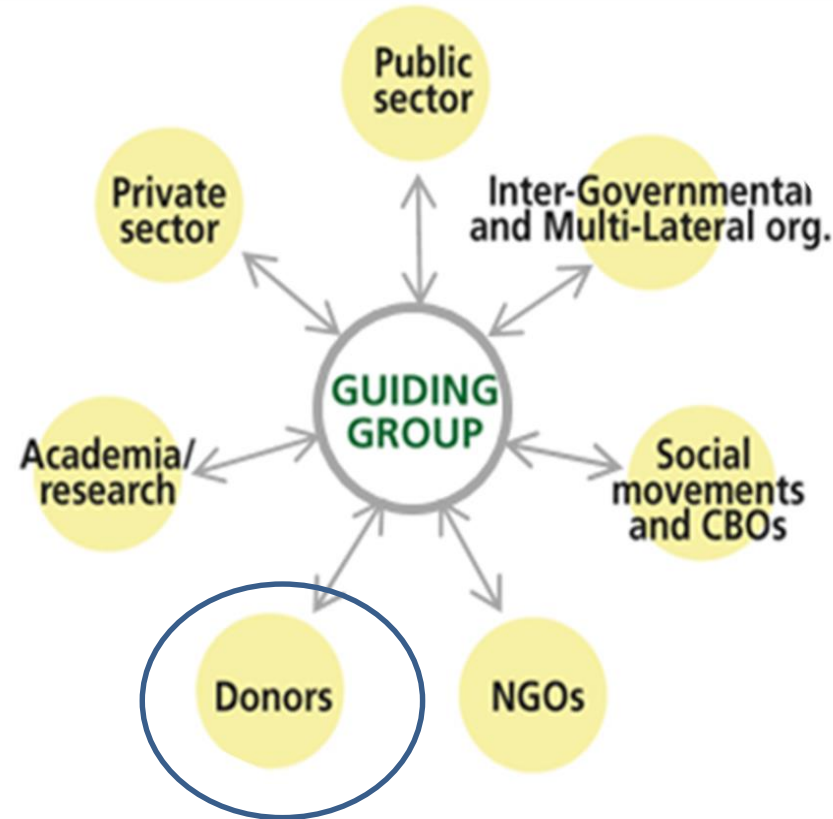 Public
sector
Private
sector
Inter-Governmental
and Multi-Lateral org.
GUIDING
GROUP
Academia/
research
Social
movements
and CBOs
Donors
NGOs